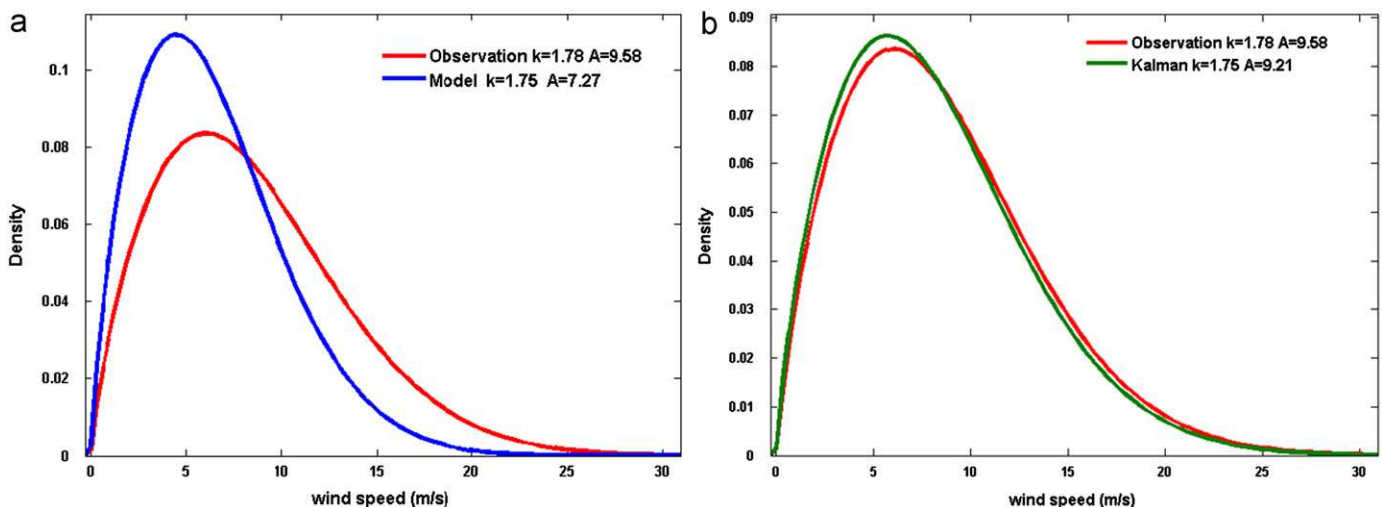 a
Observation k=1.78 A=9.58
Model k=1.75 A=7.27
0.1
0.08
0.06
0.04
0.02
0
Density
0 5 10 15 20 25 30
wind speed (m/s)
b
Observation k=1.78 A=9.58
Kalman k=1.75 A=9.21
0.09
0.08
0.07
0.06
0.05
0.04
0.03
0.02
0.01
0
Density
0 5 10 15 20 25 30
wind speed (m/s)